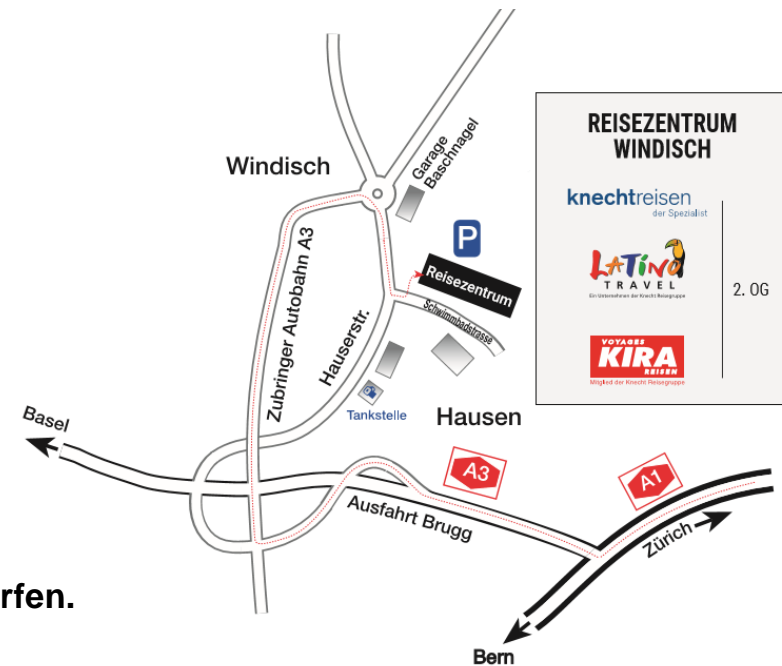 Windisch
Garage
Baschnagel
REISEZENTRUM
WINDISCH
knechtreisen
der Spezialist
LATINO
TRAVEL
Ein Unternehmen der Knecht Reisegruppe
2. OG
VOYAGES
KIRA
REISEN
Mitglied der Knecht Reisegruppe
P
Reisezentrum
Schwimmbadstrasse
Zubringer Autobahn A3
Hauserstr.
Tankstelle
Hausen
Basel
A3
A1
Ausfahrt Brugg
Zürich
rfen.
Bern